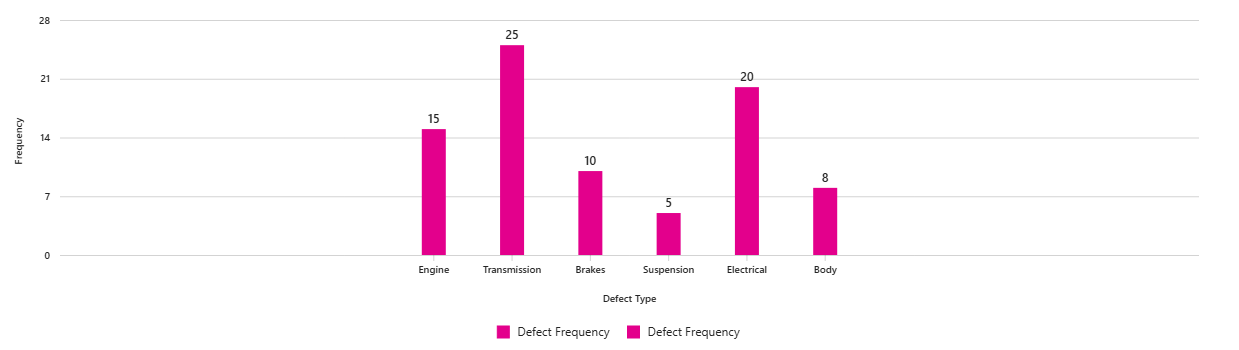 28
21
14
7
0
Frequency
15
25
10
5
20
8
Engine
Transmission
Brakes
Suspension
Electrical
Body
Defect Type
Defect Frequency
Defect Frequency